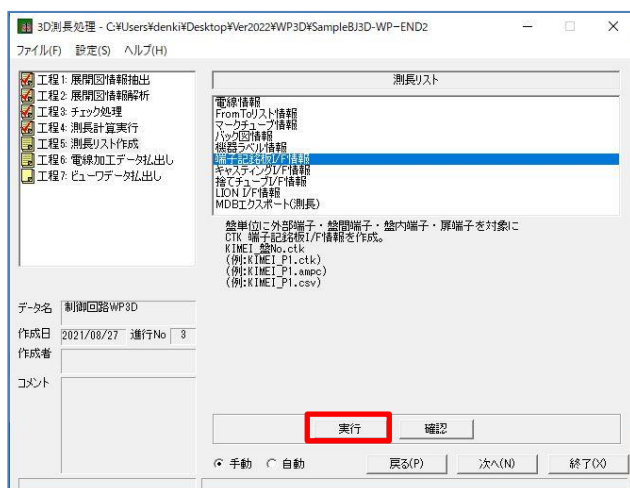 3D測長処理 - C:¥Users¥denki¥Desktop¥Ver2022¥WP3D¥SampleBJ3D-WP-END2
ファイル(F) 設定(S) ヘルプ(H)
工程1: 展開図情報抽出
工程2: 展開図情報解析
工程3: チェック処理
工程4: 測長計算実行
工程5: 測長リスト作成
工程6: 電線加工データ払出し
工程7: ビューワデータ払出し
測長リスト
電線情報
FromToリスト情報
マークチューブ情報
バック図情報
機器ラベル情報
端子記銘板I/F情報
キャスティングI/F情報
捨てチューブI/F情報
LION I/F情報
MDBエクスポート(測長)
盤単位に外部端子・盤間端子・盤内端子・扉端子を対象に
CTK 端子記銘板I/F情報を作成。
KIMEI_盤No.ctk
(例:KIMEI_P1.ctk)
(例:KIMEI_P1.ampc)
(例:KIMEI_P1.csv)
データ名 制御回路WP3D
作成日 2021/08/27 進行No 3
作成者
コメント
実行 確認
手動 自動 戻る(P) 次へ(N) 終了(X)